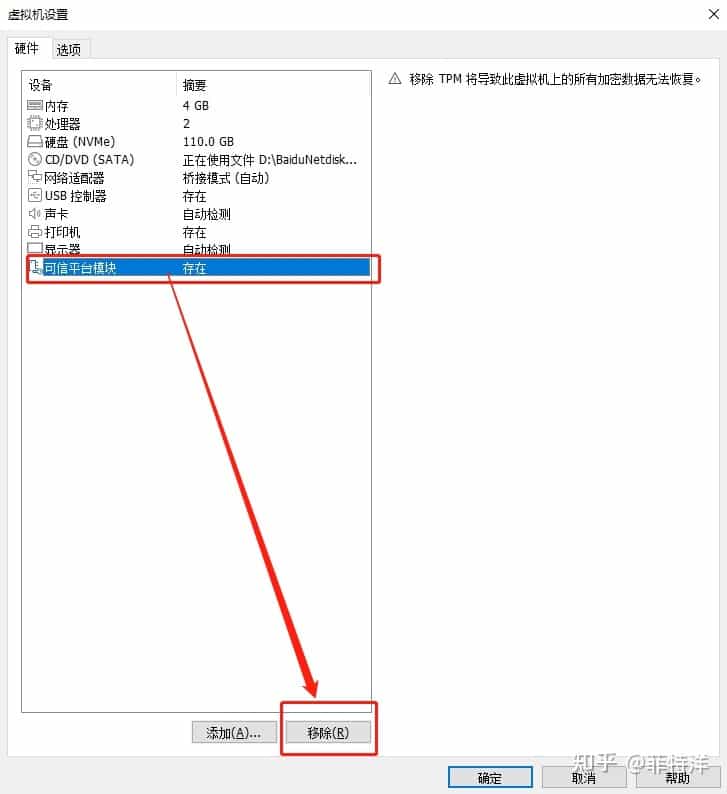 虚拟机设置
硬件 选项
设备 摘要
内存 4 GB
处理器 2
硬盘 (NVMe) 110.0 GB
CD/DVD (SATA) 正在使用文件 D:\BaiduNetdisk...
网络适配器 桥接模式 (自动)
USB 控制器 存在
声卡 自动检测
打印机 存在
显示器 自动检测
可信平台模块 存在
移除 TPM 将导致此虚拟机上的所有加密数据无法恢复。
添加(A)... 移除(R)
确定 取消 帮助
知乎 @菲特洋